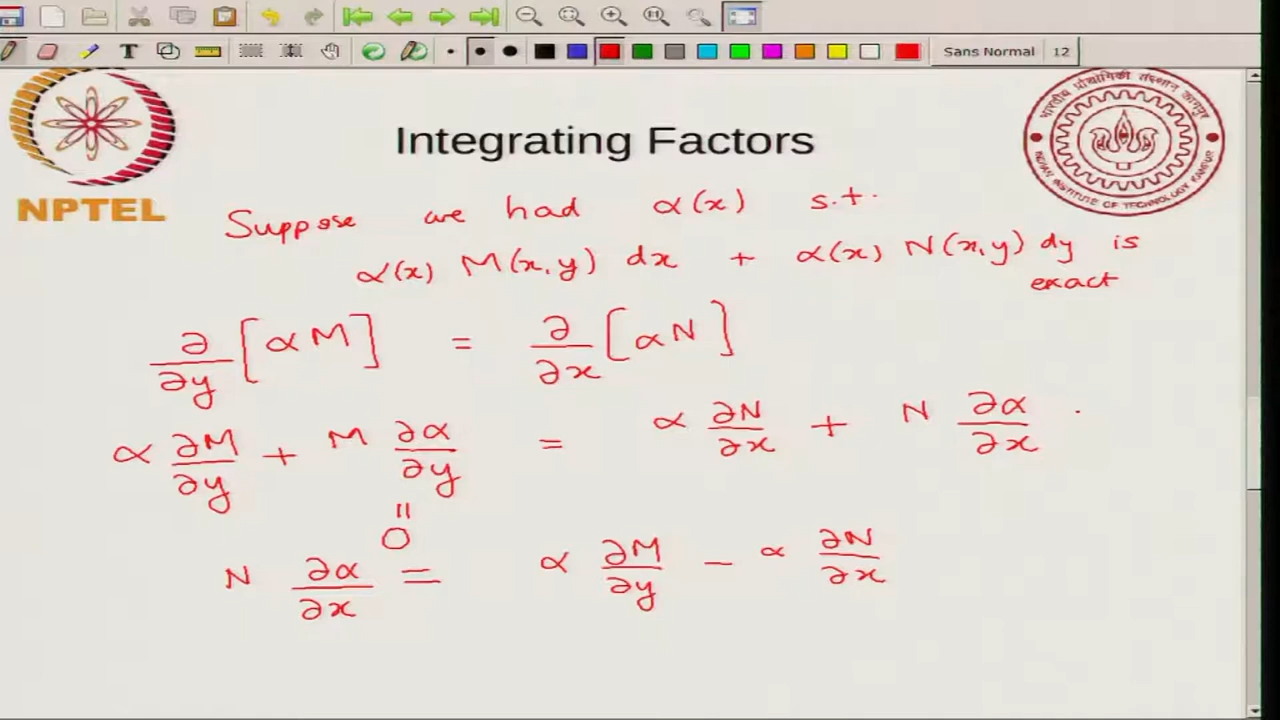 Sans Normal 12
Integrating Factors
NPTEL
Suppose we had α(x) s.t.
α(x) M(x,y) dx + α(x) N(x,y) dy is
exact
∂/∂y [αM] = ∂/∂x [αN]
α ∂M/∂y + M ∂α/∂y = α ∂N/∂x + N ∂α/∂x .
=
0
N ∂α/∂x = α ∂M/∂y − α ∂N/∂x